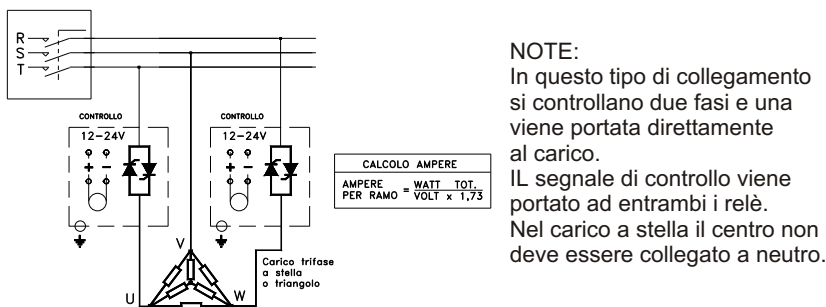 R
S
T
CONTROLLO
12-24V
+ -
CONTROLLO
12-24V
+ -
CALCOLO AMPERE
AMPERE PER RAMO = WATT TOT. / VOLT x 1,73
V
U
W
Carico trifase
a stella
o triangolo
NOTE:
In questo tipo di collegamento
si controllano due fasi e una
viene portata direttamente
al carico.
IL segnale di controllo viene
portato ad entrambi i relè.
Nel carico a stella il centro non
deve essere collegato a neutro.